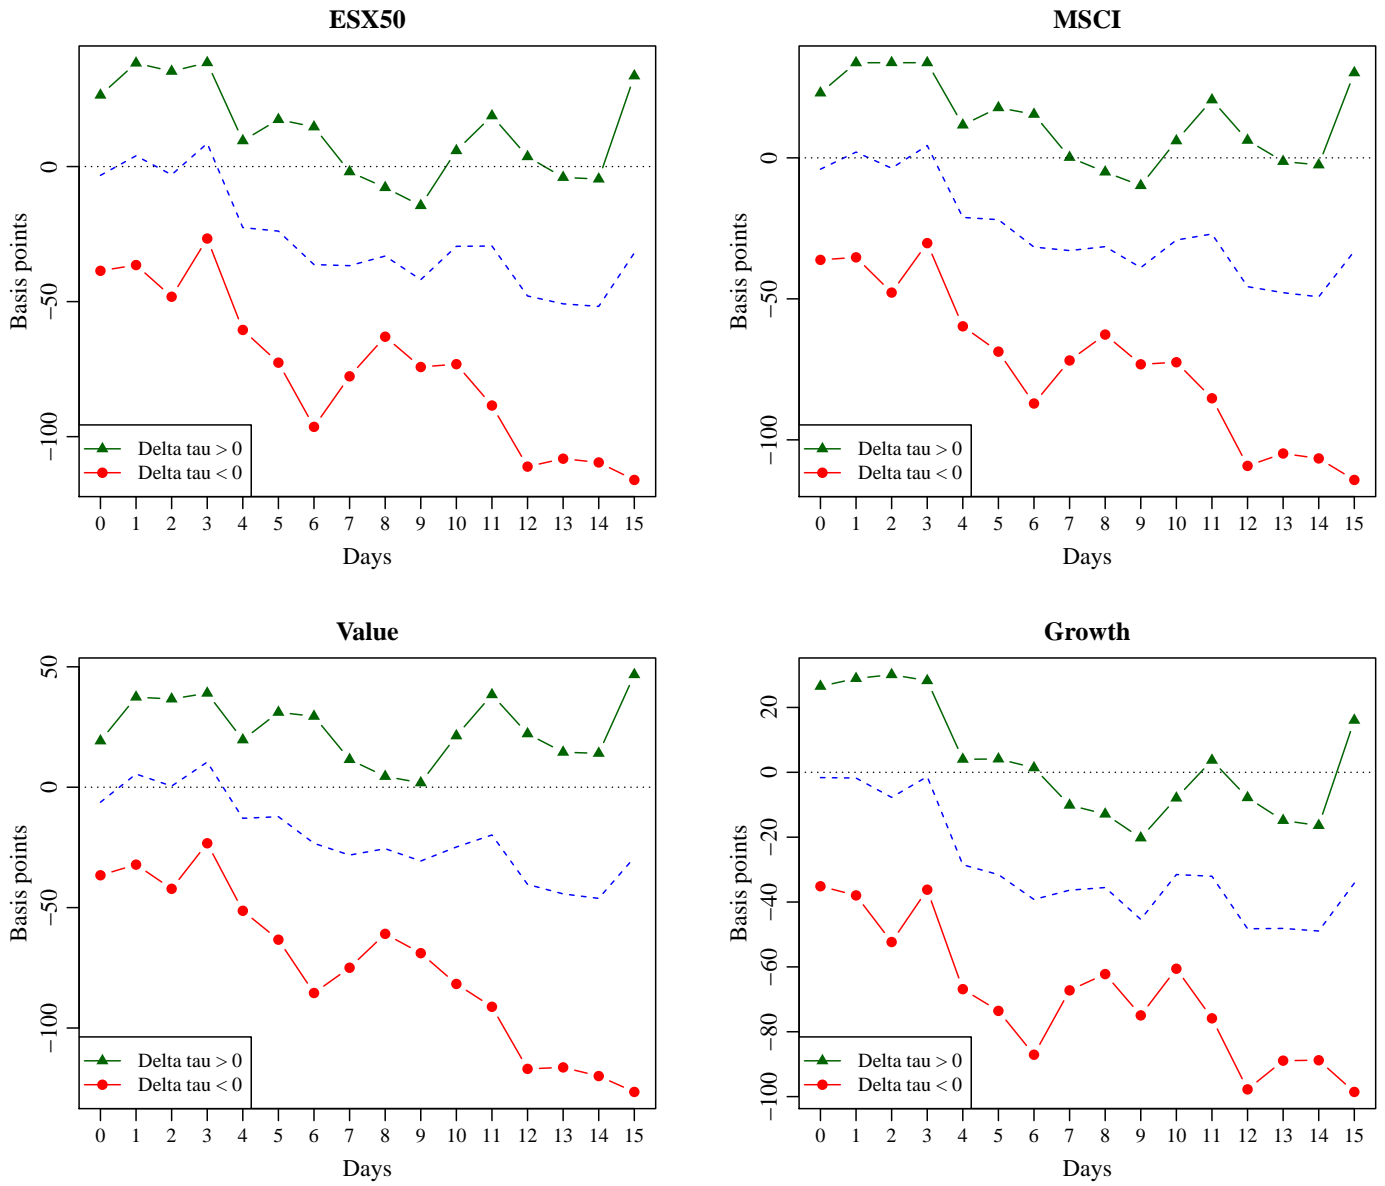 ESX50
Basis points
0
−50
−100
Delta tau > 0
Delta tau < 0
0 1 2 3 4 5 6 7 8 9 10 11 12 13 14 15
Days
MSCI
Basis points
0
−50
−100
Delta tau > 0
Delta tau < 0
0 1 2 3 4 5 6 7 8 9 10 11 12 13 14 15
Days
Value
Basis points
50
0
−50
−100
Delta tau > 0
Delta tau < 0
0 1 2 3 4 5 6 7 8 9 10 11 12 13 14 15
Days
Growth
Basis points
20
0
−20
−40
−60
−80
−100
Delta tau > 0
Delta tau < 0
0 1 2 3 4 5 6 7 8 9 10 11 12 13 14 15
Days